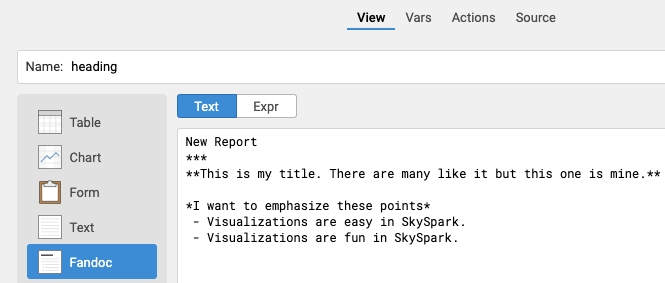 View Vars Actions Source
Name: heading
Text Expr
Table
Chart
Form
Text
Fandoc
New Report
***
**This is my title. There are many like it but this one is mine.**
*I want to emphasize these points*
- Visualizations are easy in SkySpark.
- Visualizations are fun in SkySpark.